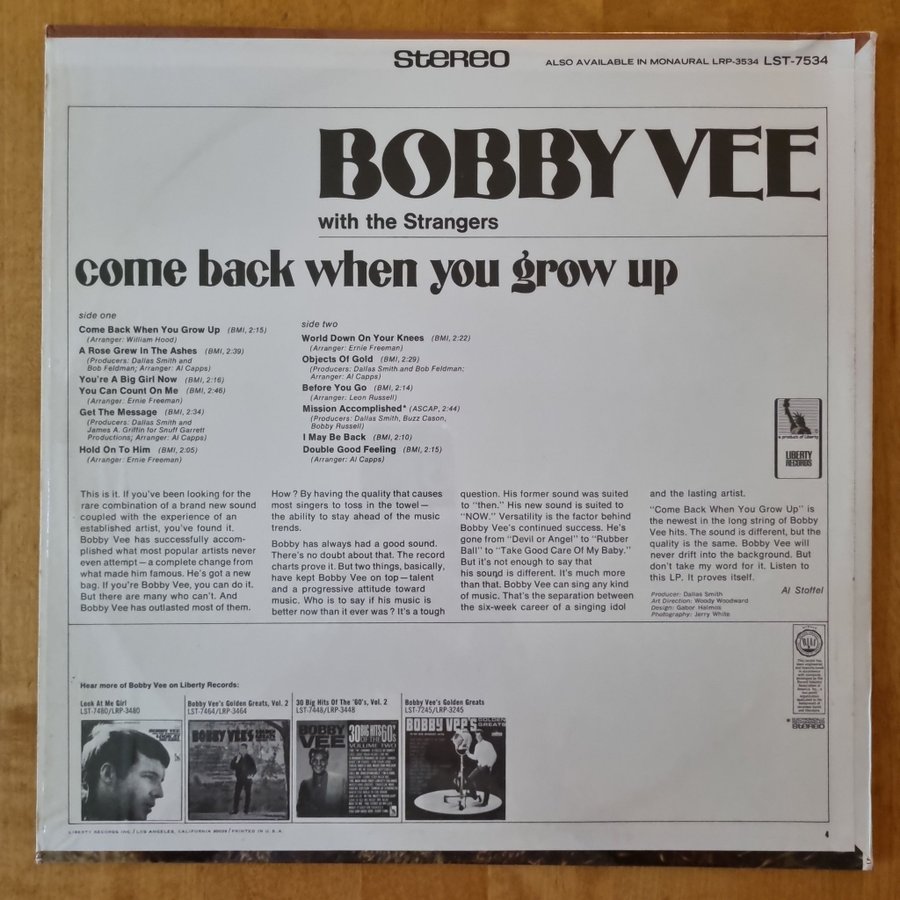 stereo
ALSO AVAILABLE IN MONAURAL LRP-3534 LST-7534
BOBBY VEE
with the Strangers
come back when you grow up
side one
Come Back When You Grow Up (BMI, 2:15)
(Arranger: William Hood)
A Rose Grew In The Ashes (BMI, 2:39)
(Producers: Dallas Smith and
Bob Feldman; Arranger: Al Capps)
You're A Big Girl Now (BMI, 2:16)
You Can Count On Me (BMI, 2:46)
(Arranger: Ernie Freeman)
Get The Message (BMI, 2:34)
(Producers: Dallas Smith and
James A. Griffin for Snuff Garrett
Productions; Arranger: Al Capps)
Hold On To Him (BMI, 2:05)
(Arranger: Ernie Freeman)
side two
World Down On Your Knees (BMI, 2:22)
(Arranger: Ernie Freeman)
Objects Of Gold (BMI, 2:29)
(Producers: Dallas Smith and Bob Feldman;
Arranger: Al Capps)
Before You Go (BMI, 2:14)
(Arranger: Leon Russell)
Mission Accomplished* (ASCAP, 2:44)
(Producers: Dallas Smith, Buzz Cason,
Bobby Russell)
I May Be Back (BMI, 2:10)
Double Good Feeling (BMI, 2:15)
(Arranger: Al Capps)
a product of Liberty
LIBERTY
RECORDS
This is it. If you've been looking for the
rare combination of a brand new sound
coupled with the experience of an
established artist, you've found it.
Bobby Vee has successfully accom-
plished what most popular artists never
even attempt—a complete change from
what made him famous. He's got a new
bag. If you're Bobby Vee, you can do it.
But there are many who can't. And
Bobby Vee has outlasted most of them.
How? By having the quality that causes
most singers to toss in the towel—
the ability to stay ahead of the music
trends.
Bobby has always had a good sound.
There's no doubt about that. The record
charts prove it. But two things, basically,
have kept Bobby Vee on top—talent
and a progressive attitude toward
music. Who is to say if his music is
better now than it ever was? It's a tough
question. His former sound was suited
to "then." His new sound is suited to
"NOW." Versatility is the factor behind
Bobby Vee's continued success. He's
gone from "Devil or Angel" to "Rubber
Ball" to "Take Good Care Of My Baby."
But it's not enough to say that
his sound is different. It's much more
than that. Bobby Vee can sing any kind
of music. That's the separation between
the six-week career of a singing idol
and the lasting artist.
"Come Back When You Grow Up" is
the newest in the long string of Bobby
Vee hits. The sound is different, but the
quality is the same. Bobby Vee will
never drift into the background. But
don't take my word for it. Listen to
this LP. It proves itself.
Al Stoffel
Producer: Dallas Smith
Art Direction: Woody Woodward
Design: Gabor Halmos
Photography: Jerry White
Hear more of Bobby Vee on Liberty Records:
Look At Me Girl
LST-7480/LRP-3480
Bobby Vee's Golden Greats, Vol. 2
LST-7464/LRP-3464
30 Big Hits Of The '60's, Vol. 2
LST-7448/LRP-3448
Bobby Vee's Golden Greats
LST-7245/LRP-3245
BOBBY VEE
BOBBY VEE'S
BOBBY
VEE
30 BIG HITS
60's
VOLUME TWO
BOBBY VEE'S GOLDEN
GREATS
STEREO
LIBERTY RECORDS INC./LOS ANGELES, CALIFORNIA 90028/PRINTED IN U.S.A.
4